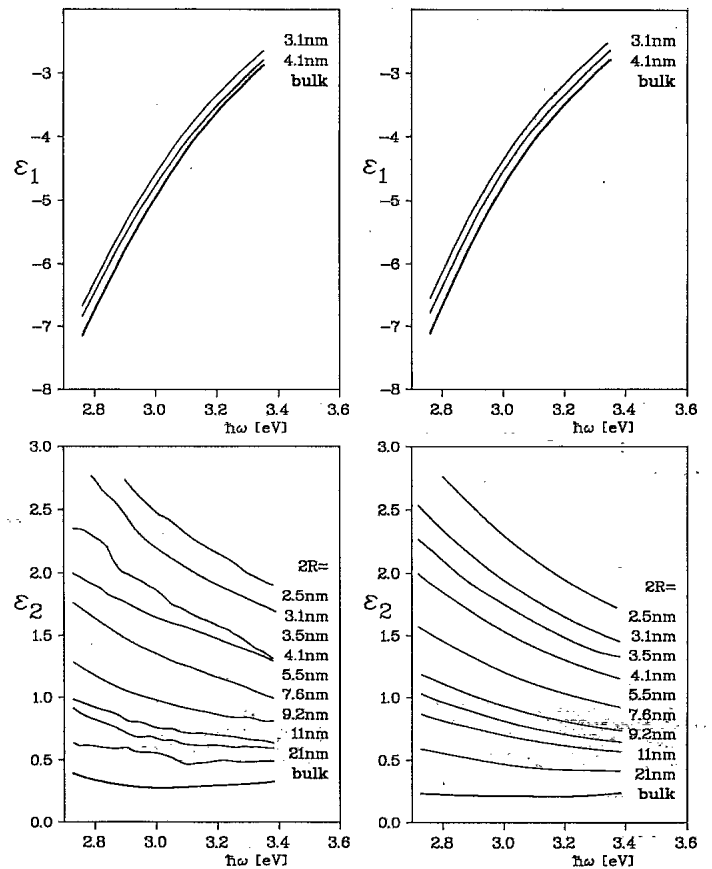 3.1nm
4.1nm
bulk
−3
−4
ε1
−5
−6
−7
−8
2.8 3.0 3.2 3.4 3.6
ħω [eV]
3.1nm
4.1nm
bulk
−3
−4
ε1
−5
−6
−7
−8
2.8 3.0 3.2 3.4 3.6
ħω [eV]
3.0
2.5
2R=
2.0
2.5nm
ε2
3.1nm
1.5
3.5nm
4.1nm
5.5nm
1.0
7.6nm
9.2nm
11nm
0.5
21nm
bulk
0.0
2.8 3.0 3.2 3.4 3.6
ħω [eV]
3.0
2.5
2R=
2.0
2.5nm
ε2
3.1nm
1.5
3.5nm
4.1nm
5.5nm
1.0
7.6nm
9.2nm
11nm
0.5
21nm
bulk
0.0
2.8 3.0 3.2 3.4 3.6
ħω [eV]